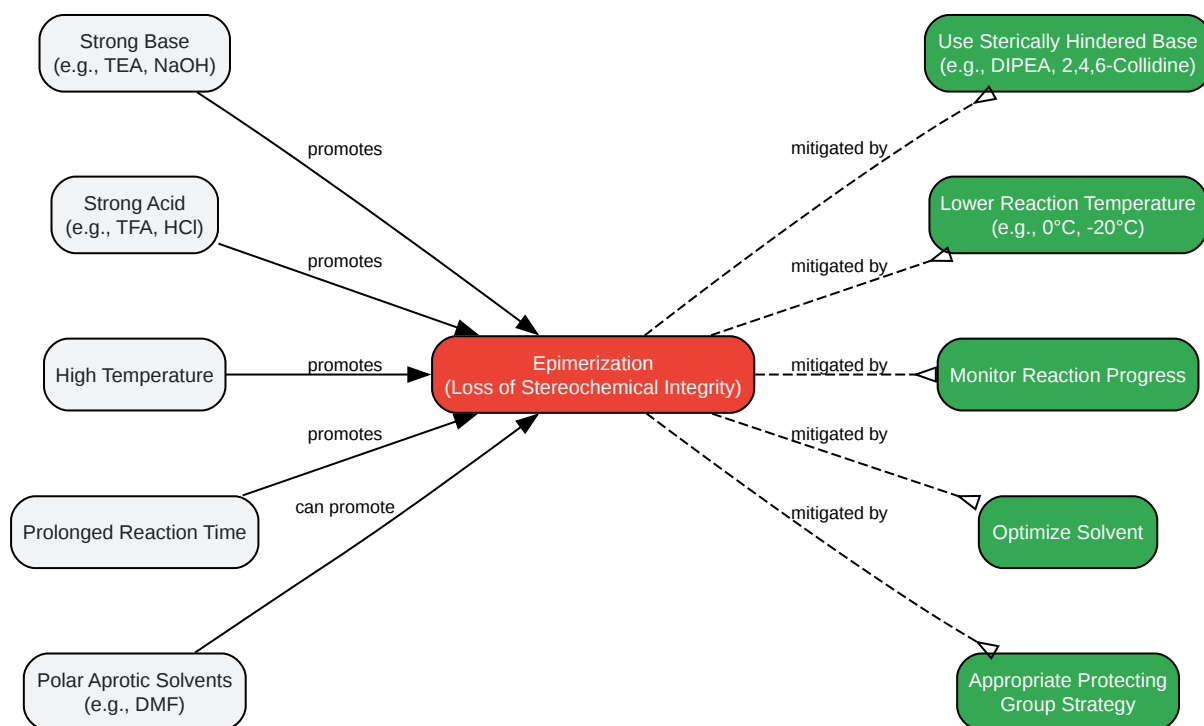 Strong Base
(e.g., TEA, NaOH)
Use Sterically Hindered Base
(e.g., DIPEA, 2,4,6-Collidine)
promotes
mitigated by
Strong Acid
(e.g., TFA, HCl)
Lower Reaction Temperature
(e.g., 0°C, -20°C)
promotes
mitigated by
High Temperature
promotes
Epimerization
(Loss of Stereochemical Integrity)
mitigated by
Monitor Reaction Progress
promotes
mitigated by
Prolonged Reaction Time
can promote
mitigated by
Optimize Solvent
Polar Aprotic Solvents
(e.g., DMF)
Appropriate Protecting
Group Strategy